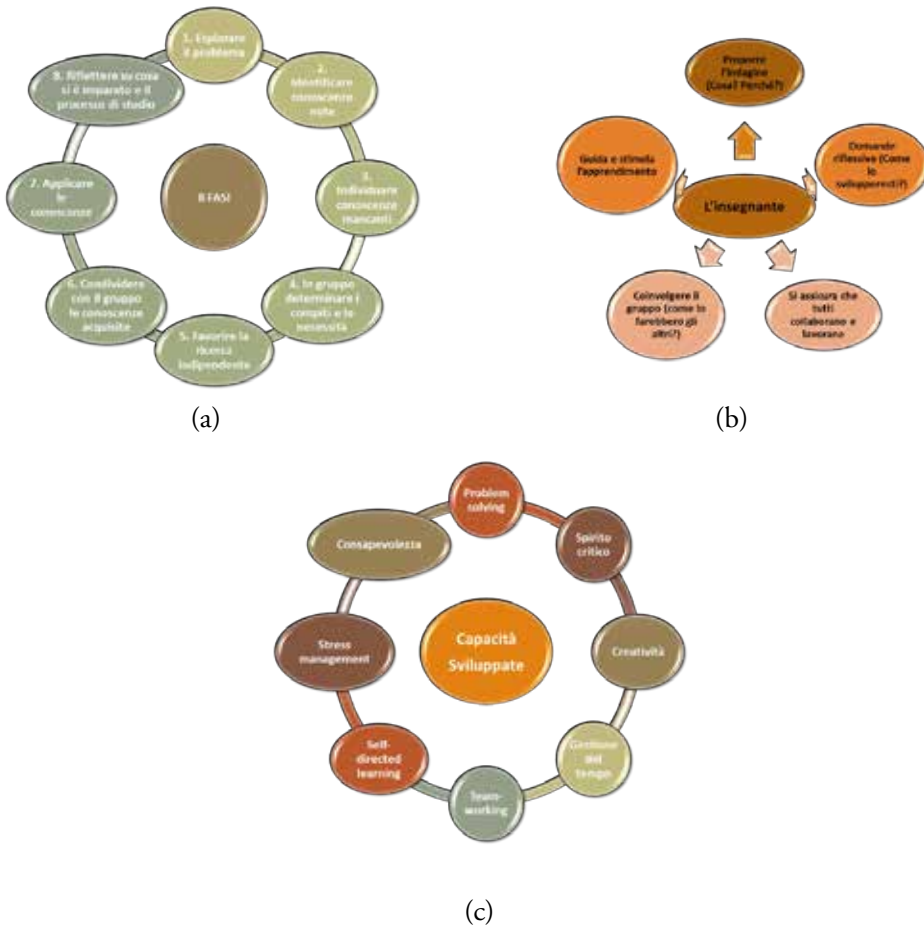 1. Esplorare
il problema
2.
Identificare
conoscenze
note
3.
Individuare
conoscenze
mancanti
4. In gruppo
determinare i
compiti e le
necessità
5. Favorire la
ricerca
indipendente
6. Condividere
con il gruppo
le conoscenze
acquisite
7. Applicare
le
conoscenze
8. Riflettere su cosa
si è imparato e il
processo di studio
8 FASI
(a)
Proporre
l'indagine
(Cosa? Perché?)
Domande
riflessive (Come
lo
svilupperesti?)
Si assicura che
tutti
collaborano e
lavorano
Coinvolgere il
gruppo (come lo
farebbero gli
altri?)
Guida e stimola
l'apprendimento
L'insegnante
(b)
Problem
solving
Spirito
critico
Creatività
Gestione
del
tempo
Team-
working
Self-
directed
learning
Stress
management
Consapevolezza
Capacità
Sviluppate
(c)